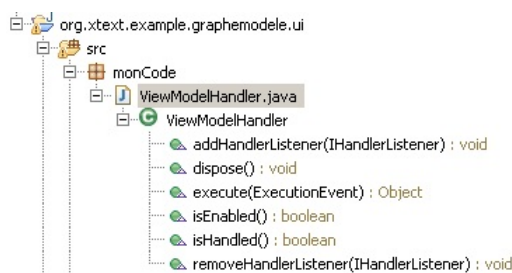 org.xtext.example.graphemodele.ui
src
monCode
ViewModelHandler.java
ViewModelHandler
addHandlerListener(IHandlerListener) : void
dispose() : void
execute(ExecutionEvent) : Object
isEnabled() : boolean
isHandled() : boolean
removeHandlerListener(IHandlerListener) : void